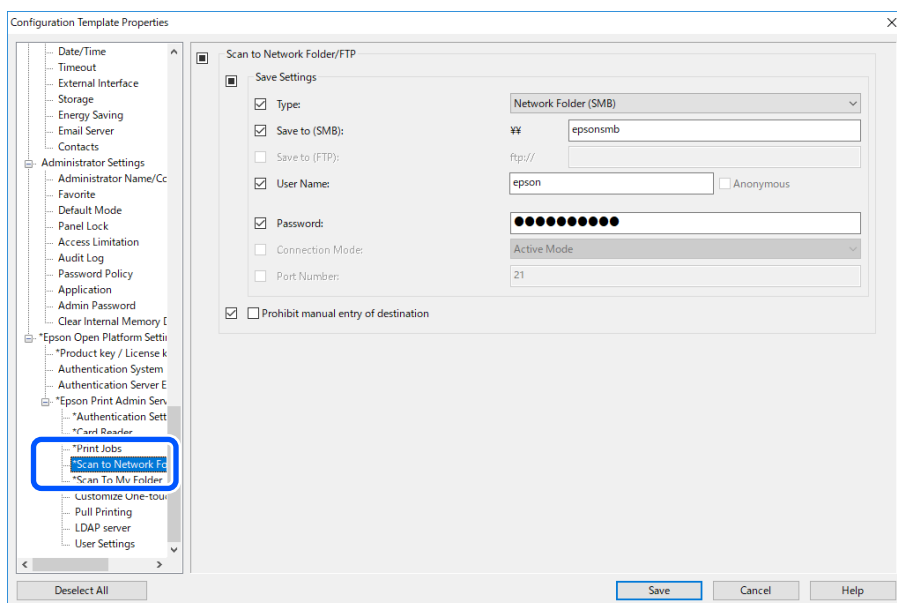 Configuration Template Properties
Date/Time
Timeout
External Interface
Storage
Energy Saving
Email Server
Contacts
Administrator Settings
Administrator Name/Cc
Favorite
Default Mode
Panel Lock
Access Limitation
Audit Log
Password Policy
Application
Admin Password
Clear Internal Memory D
*Epson Open Platform Settin
*Product key / License k
Authentication System
Authentication Server E
*Epson Print Admin Serv
*Authentication Sett
*Card Reader
*Print Jobs
*Scan to Network Fo
*Scan To My Folder
Customize One-touc
Pull Printing
LDAP server
User Settings
Deselect All
Scan to Network Folder/FTP
Save Settings
Type: Network Folder (SMB)
Save to (SMB): ¥¥ epsonsmb
Save to (FTP): ftp://
User Name: epson Anonymous
Password: ●●●●●●●●●●
Connection Mode: Active Mode
Port Number: 21
Prohibit manual entry of destination
Save Cancel Help